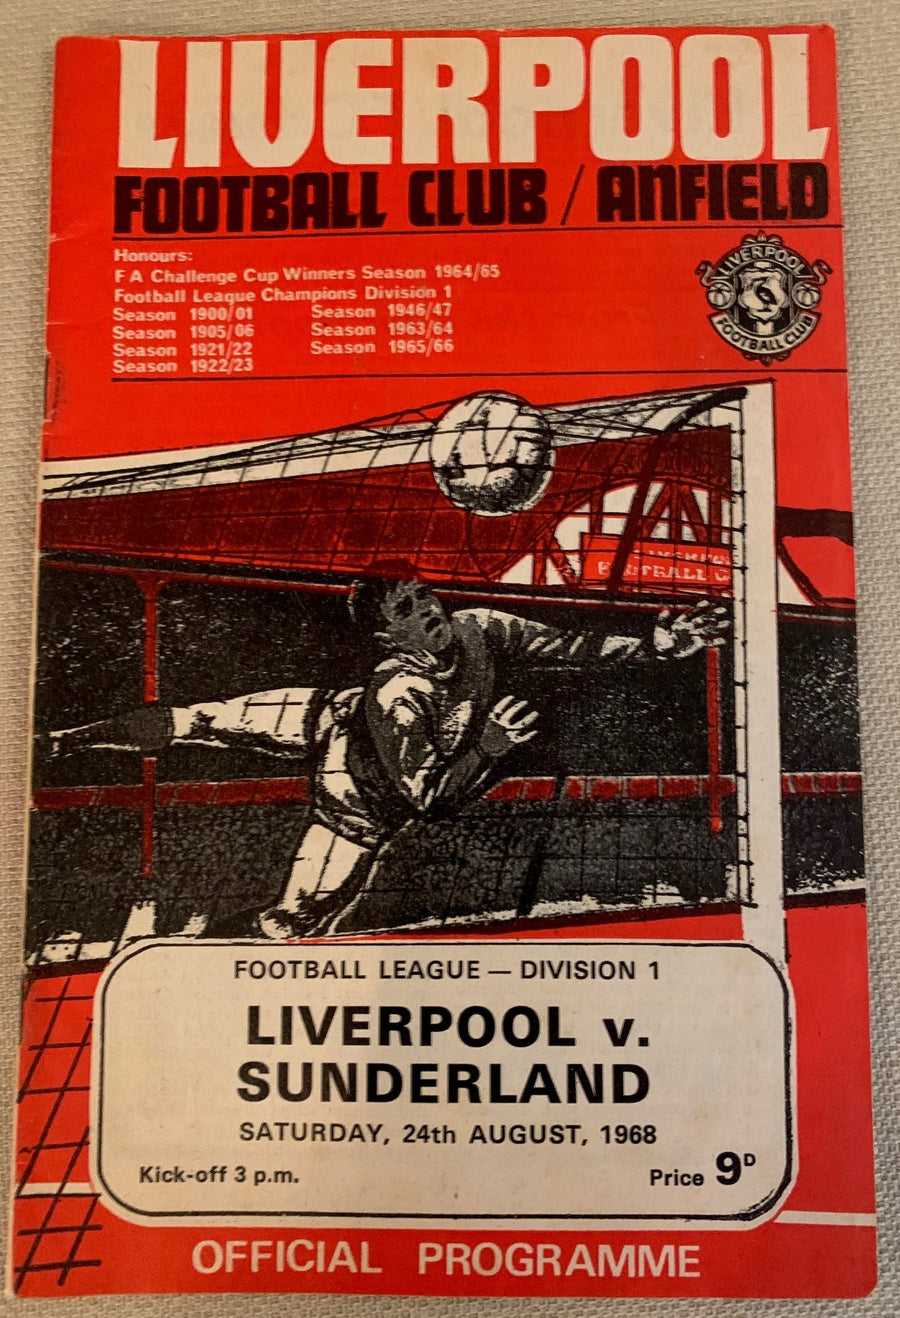 LIVERPOOL
FOOTBALL CLUB / ANFIELD
Honours:
F A Challenge Cup Winners Season 1964/65
Football League Champions Division 1
Season 1900/01 Season 1946/47
Season 1905/06 Season 1963/64
Season 1921/22 Season 1965/66
Season 1922/23
LIVERPOOL
FOOTBALL CLUB
FOOTBALL LEAGUE — DIVISION 1
LIVERPOOL v.
SUNDERLAND
SATURDAY, 24th AUGUST, 1968
Kick-off 3 p.m. Price 9D
OFFICIAL PROGRAMME